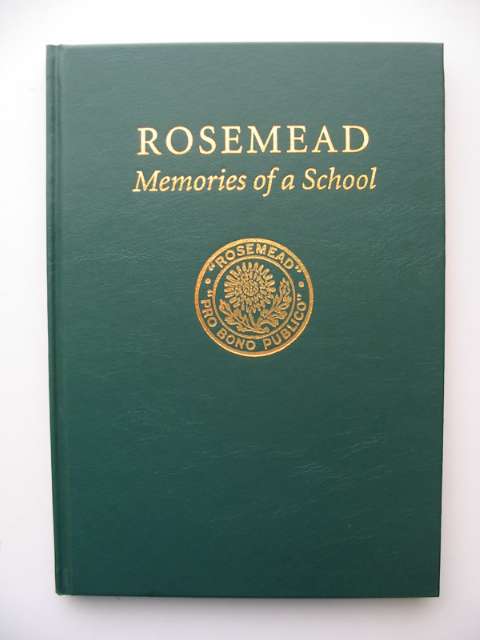 ROSEMEAD
Memories of a School
"ROSEMEAD"
"PRO BONO PUBLICO"